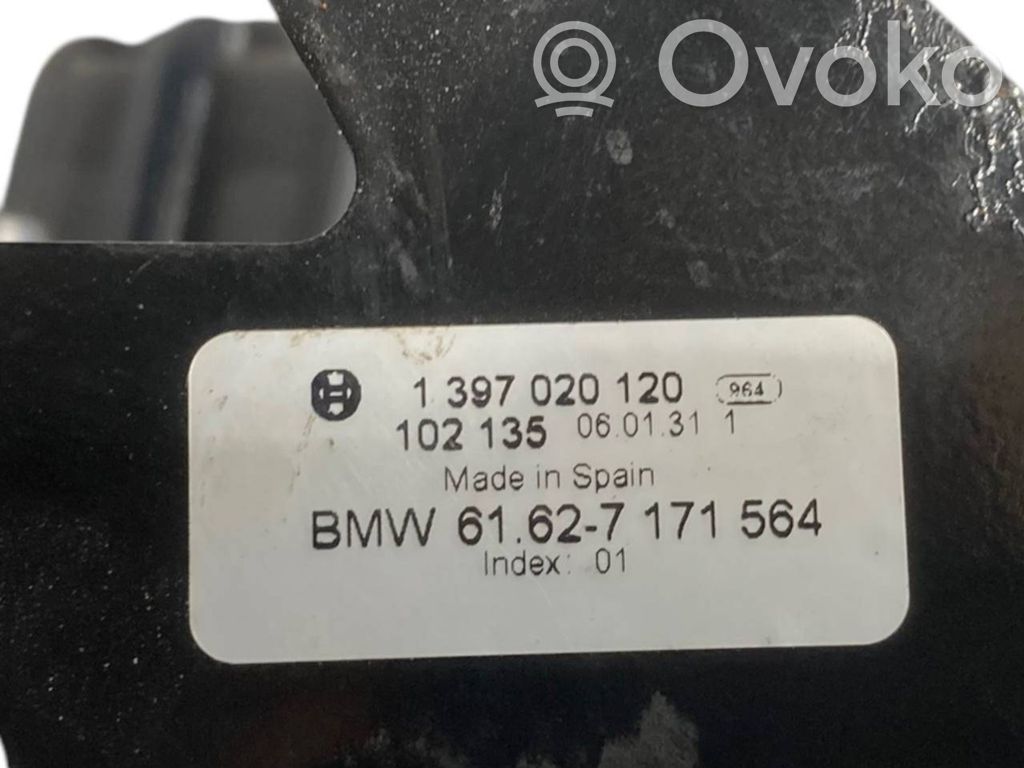 Ovoko
1 397 020 120 964
102 135 06.01.31 1
Made in Spain
BMW 61.62-7 171 564
Index: 01